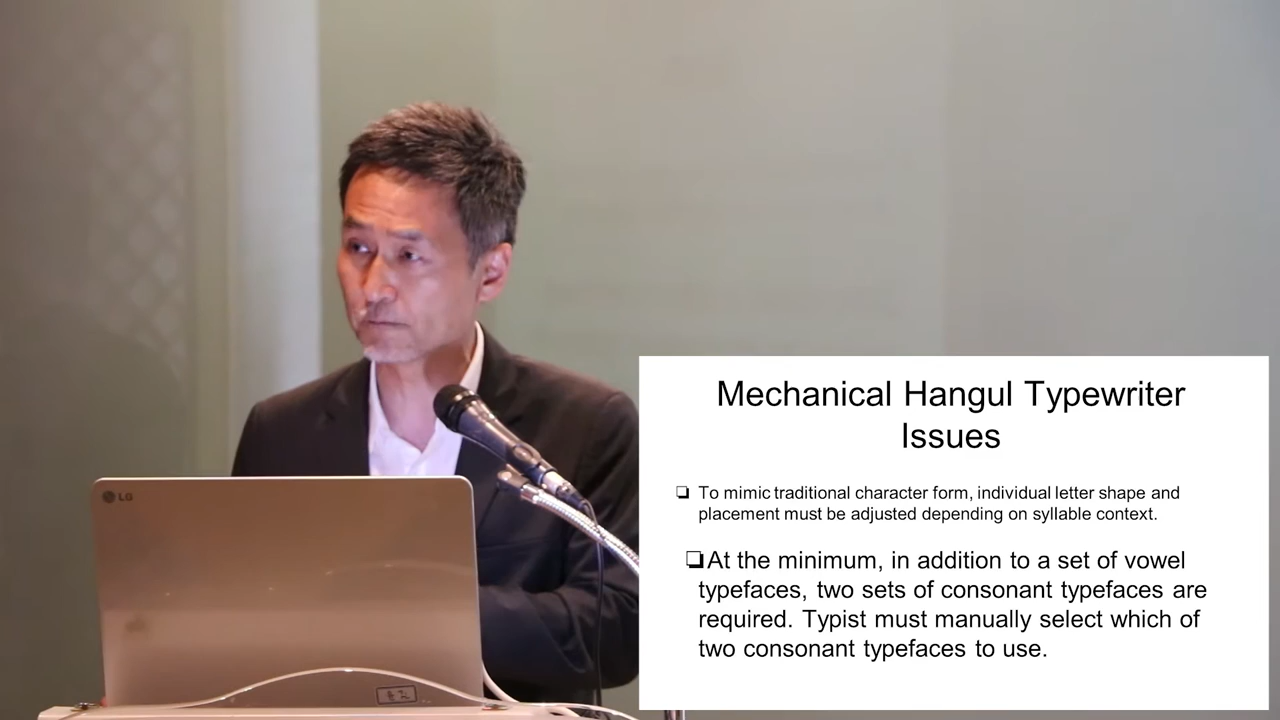 LG
Mechanical Hangul Typewriter
Issues
❏ To mimic traditional character form, individual letter shape and
placement must be adjusted depending on syllable context.
❏At the minimum, in addition to a set of vowel
typefaces, two sets of consonant typefaces are
required. Typist must manually select which of
two consonant typefaces to use.